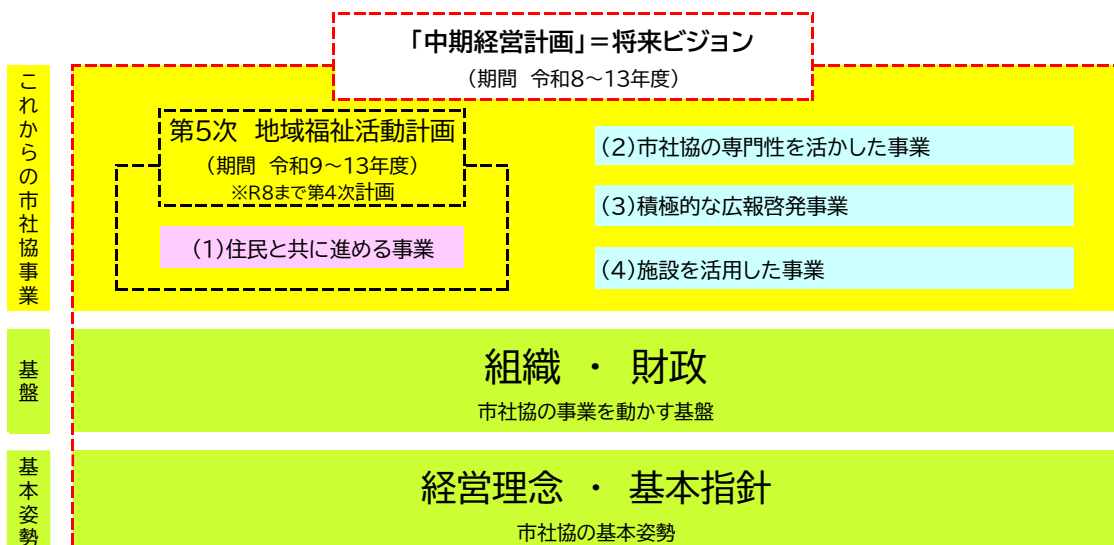 「中期経営計画」＝将来ビジョン
（期間 令和8～13年度）
これからの市社協事業
第5次 地域福祉活動計画
（期間 令和9～13年度）
※R8まで第4次計画
（1）住民と共に進める事業
（2）市社協の専門性を活かした事業
（3）積極的な広報啓発事業
（4）施設を活用した事業
基盤
組織 ・ 財政
市社協の事業を動かす基盤
基本姿勢
経営理念 ・ 基本指針
市社協の基本姿勢